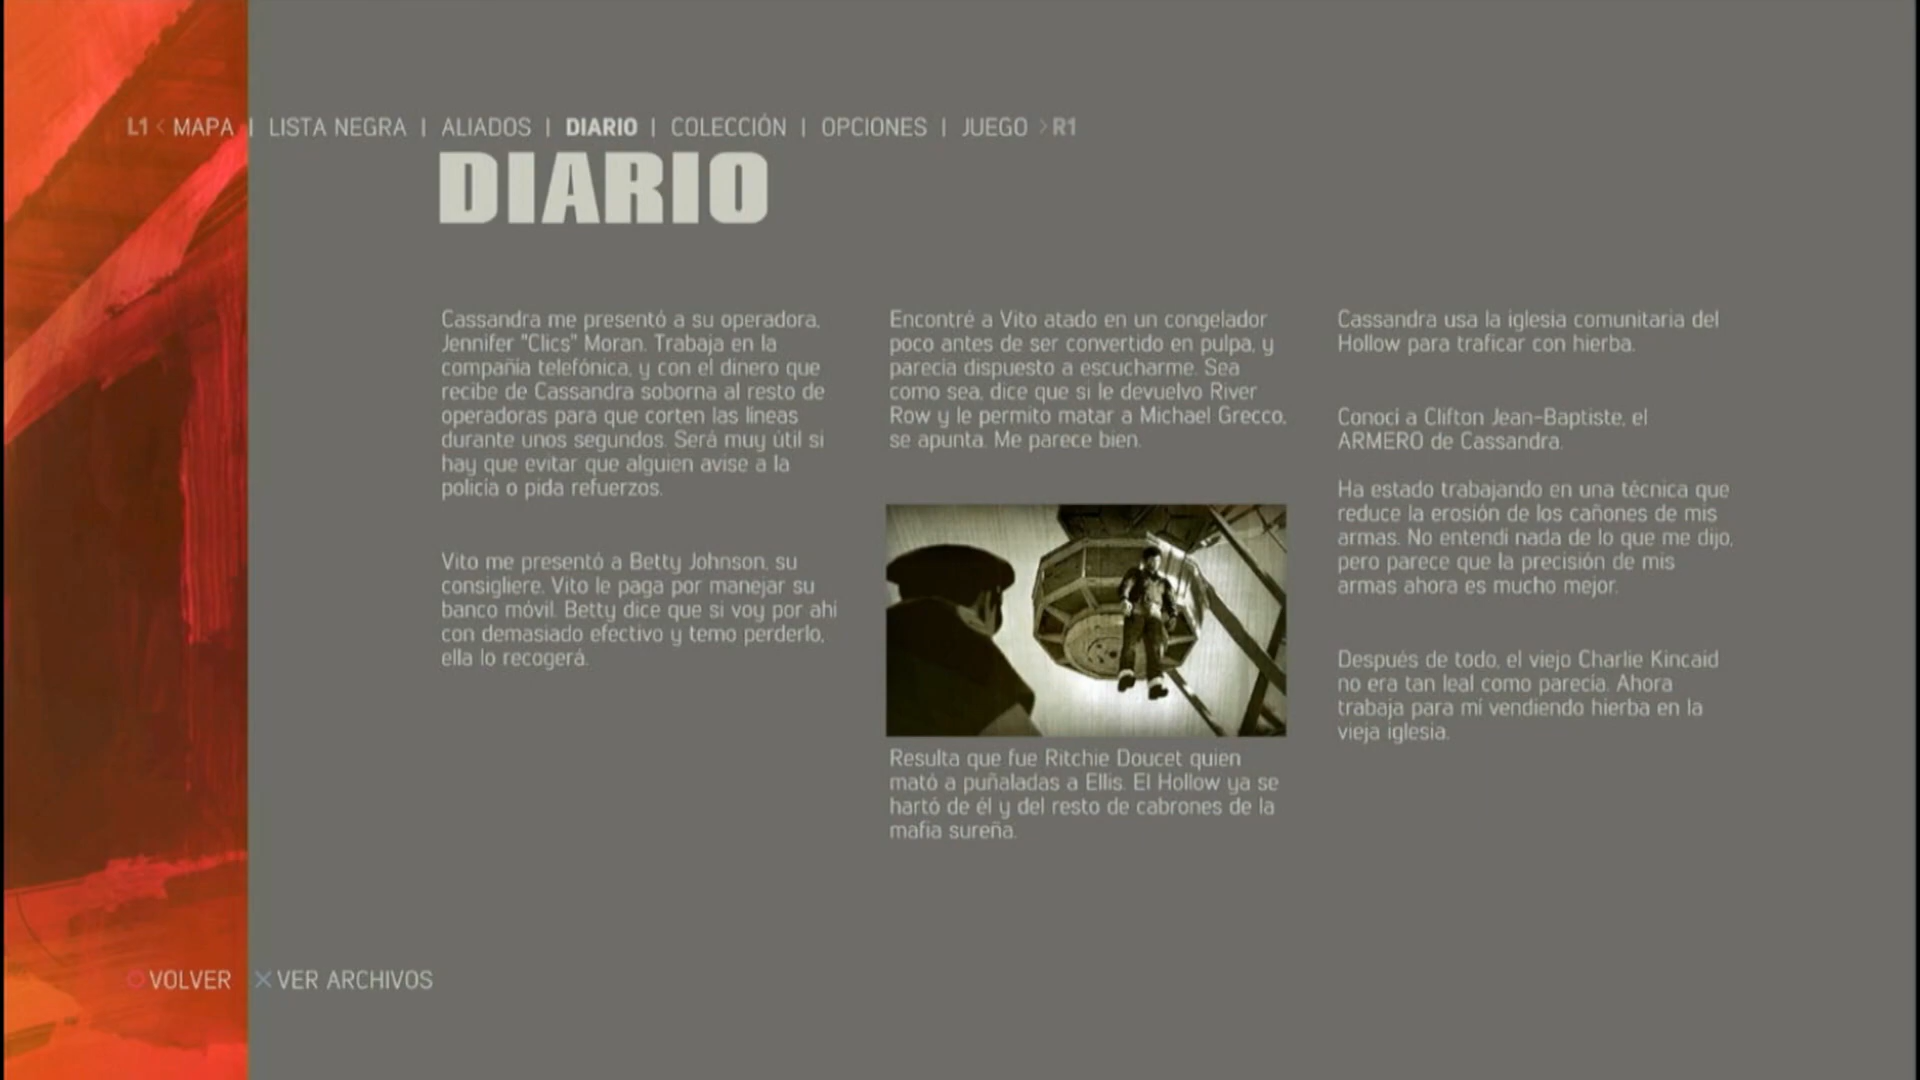 L1 < MAPA | LISTA NEGRA | ALIADOS | DIARIO | COLECCIÓN | OPCIONES | JUEGO > R1
DIARIO
Cassandra me presentó a su operadora,
Jennifer "Clics" Moran. Trabaja en la
compañía telefónica, y con el dinero que
recibe de Cassandra soborna al resto de
operadoras para que corten las líneas
durante unos segundos. Será muy útil si
hay que evitar que alguien avise a la
policía o pida refuerzos.
Vito me presentó a Betty Johnson, su
consigliere. Vito le paga por manejar su
banco móvil. Betty dice que si voy por ahí
con demasiado efectivo y temo perderlo,
ella lo recogerá.
Encontré a Vito atado en un congelador
poco antes de ser convertido en pulpa, y
parecía dispuesto a escucharme. Sea
como sea, dice que si le devuelvo River
Row y le permito matar a Michael Grecco,
se apunta. Me parece bien.
Resulta que fue Ritchie Doucet quien
mató a puñaladas a Ellis. El Hollow ya se
hartó de él y del resto de cabrones de la
mafia sureña.
Cassandra usa la iglesia comunitaria del
Hollow para traficar con hierba.
Conocí a Clifton Jean-Baptiste, el
ARMERO de Cassandra.
Ha estado trabajando en una técnica que
reduce la erosión de los cañones de mis
armas. No entendí nada de lo que me dijo,
pero parece que la precisión de mis
armas ahora es mucho mejor.
Después de todo, el viejo Charlie Kincaid
no era tan leal como parecía. Ahora
trabaja para mí vendiendo hierba en la
vieja iglesia.
VOLVER VER ARCHIVOS